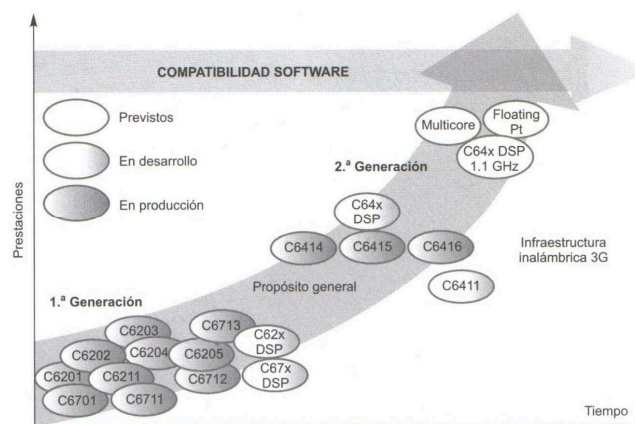 COMPATIBILIDAD SOFTWARE
Previstos
En desarrollo
En producción
Prestaciones
Multicore
Floating
Pt
C64x DSP
1.1 GHz
2.ª Generación
C64x
DSP
C6414
C6415
C6416
Infraestructura
inalámbrica 3G
C6411
Propósito general
1.ª Generación
C6203
C6713
C62x
DSP
C6202
C6204
C6205
C6201
C6211
C6712
C67x
DSP
C6701
C6711
Tiempo